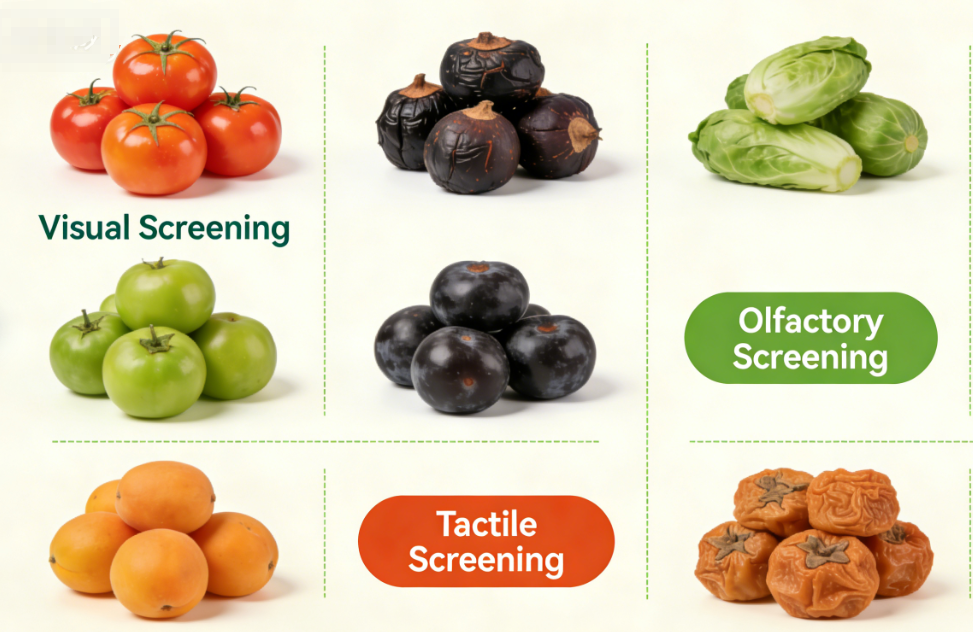 Visual Screening
Olfactory
Screening
Tactile
Screening